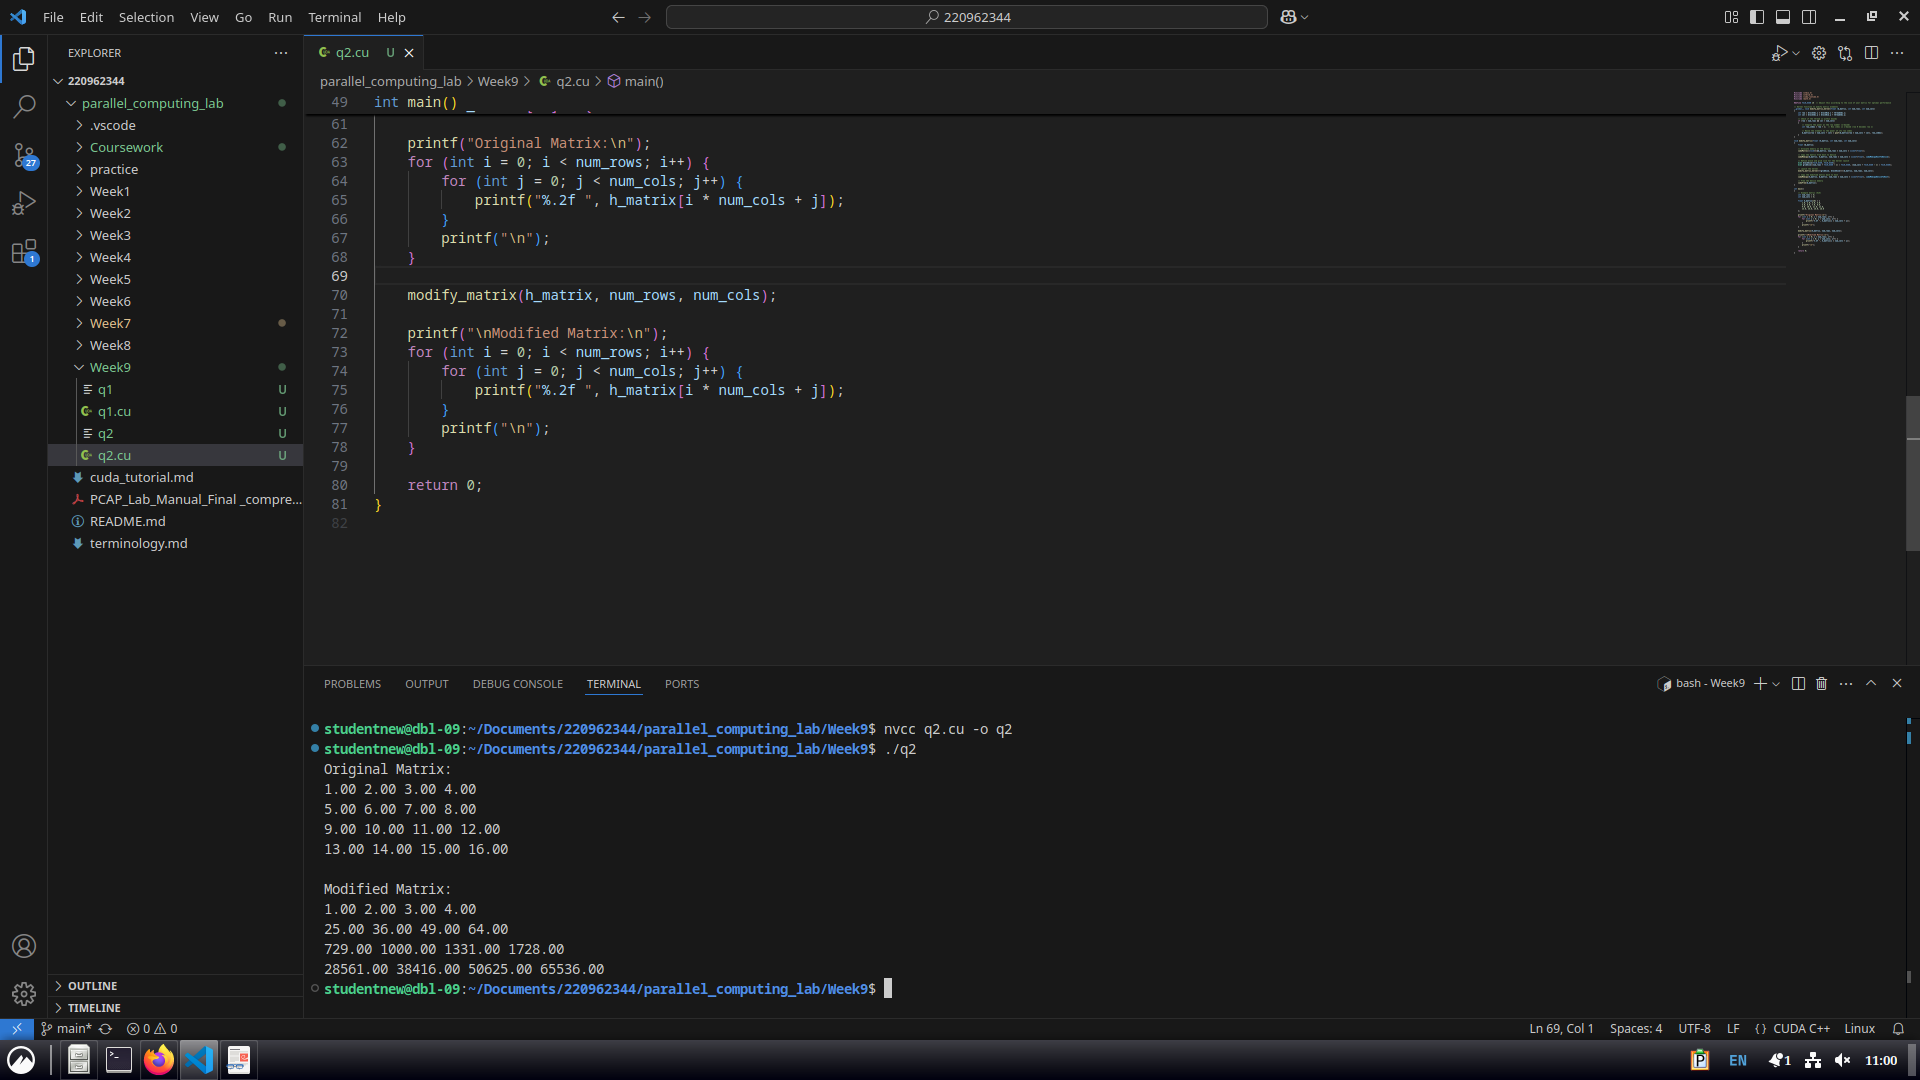 File Edit Selection View Go Run Terminal Help
220962344
EXPLORER
220962344
parallel_computing_lab
.vscode
Coursework
practice
Week1
Week2
Week3
Week4
Week5
Week6
Week7
Week8
Week9
q1 U
q1.cu U
q2 U
q2.cu U
cuda_tutorial.md
PCAP_Lab_Manual_Final _compre...
README.md
terminology.md
OUTLINE
TIMELINE
27
1
q2.cu U
parallel_computing_lab > Week9 > q2.cu > main()
49 int main()
61
62 printf("Original Matrix:\n");
63 for (int i = 0; i < num_rows; i++) {
64 for (int j = 0; j < num_cols; j++) {
65 printf("%.2f ", h_matrix[i * num_cols + j]);
66 }
67 printf("\n");
68 }
69
70 modify_matrix(h_matrix, num_rows, num_cols);
71
72 printf("\nModified Matrix:\n");
73 for (int i = 0; i < num_rows; i++) {
74 for (int j = 0; j < num_cols; j++) {
75 printf("%.2f ", h_matrix[i * num_cols + j]);
76 }
77 printf("\n");
78 }
79
80 return 0;
81 }
82
PROBLEMS OUTPUT DEBUG CONSOLE TERMINAL PORTS
bash - Week9
studentnew@dbl-09:~/Documents/220962344/parallel_computing_lab/Week9$ nvcc q2.cu -o q2
studentnew@dbl-09:~/Documents/220962344/parallel_computing_lab/Week9$ ./q2
Original Matrix:
1.00 2.00 3.00 4.00
5.00 6.00 7.00 8.00
9.00 10.00 11.00 12.00
13.00 14.00 15.00 16.00
Modified Matrix:
1.00 2.00 3.00 4.00
25.00 36.00 49.00 64.00
729.00 1000.00 1331.00 1728.00
28561.00 38416.00 50625.00 65536.00
studentnew@dbl-09:~/Documents/220962344/parallel_computing_lab/Week9$
main* 0 0
Ln 69, Col 1 Spaces: 4 UTF-8 LF {} CUDA C++ Linux
EN 1 11:00